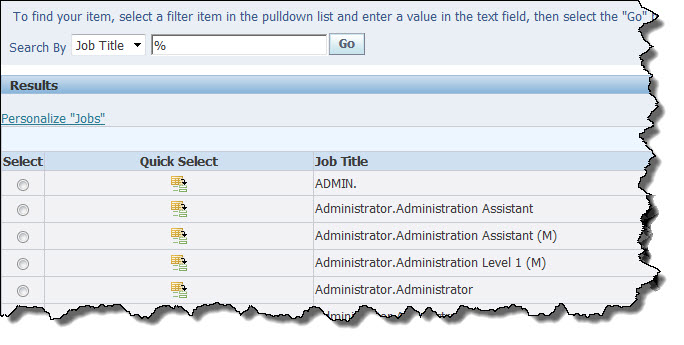 To find your item, select a filter item in the pulldown list and enter a value in the text field, then select the "Go"
Search By Job Title % Go
Results
Personalize "Jobs"
Select Quick Select Job Title
ADMIN.
Administrator.Administration Assistant
Administrator.Administration Assistant (M)
Administrator.Administration Level 1 (M)
Administrator.Administrator